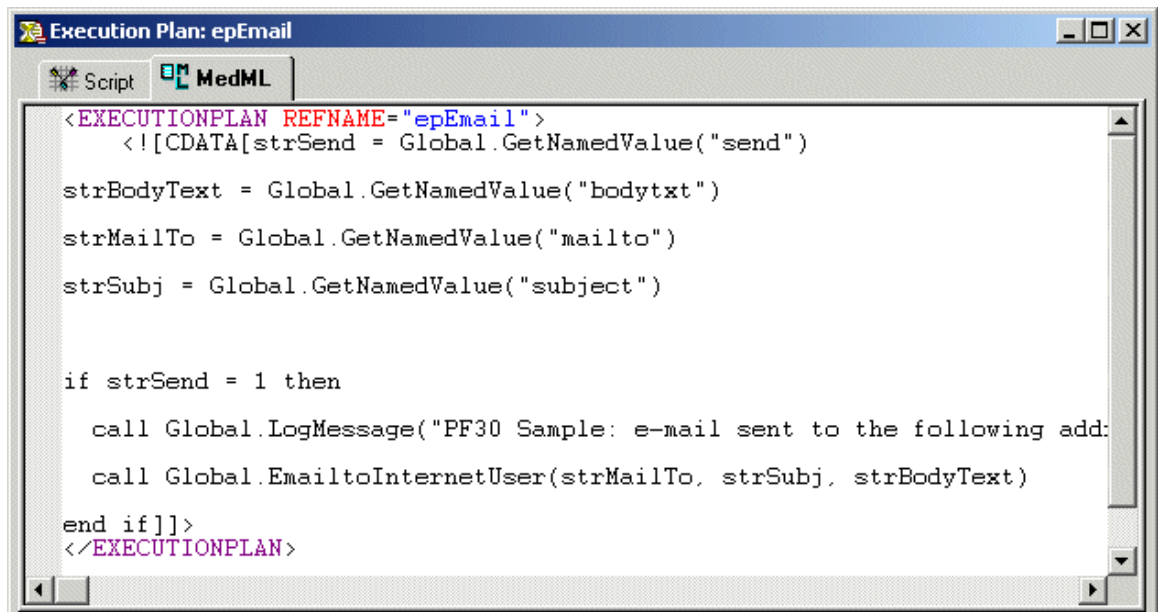 Execution Plan: epEmail
Script MedML
<EXECUTIONPLAN REFNAME="epEmail">
<![CDATA[strSend = Global.GetNamedValue("send")
strBodyText = Global.GetNamedValue("bodytxt")
strMailTo = Global.GetNamedValue("mailto")
strSubj = Global.GetNamedValue("subject")
if strSend = 1 then
call Global.LogMessage("PF30 Sample: e-mail sent to the following
call Global.EmailtoInternetUser(strMailTo, strSubj, strBodyText)
end if]]>
</EXECUTIONPLAN>